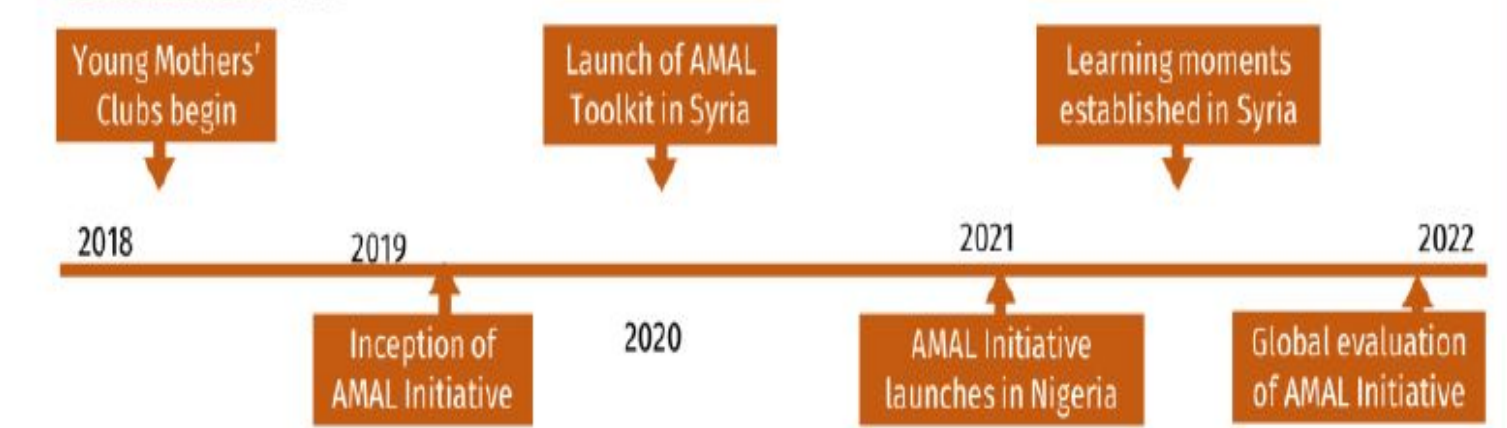 Young Mothers'
Clubs begin
Launch of AMAL
Toolkit in Syria
Learning moments
established in Syria
2018
2019
2021
2022
Inception of
AMAL Initiative
2020
AMAL Initiative
launches in Nigeria
Global evaluation
of AMAL Initiative